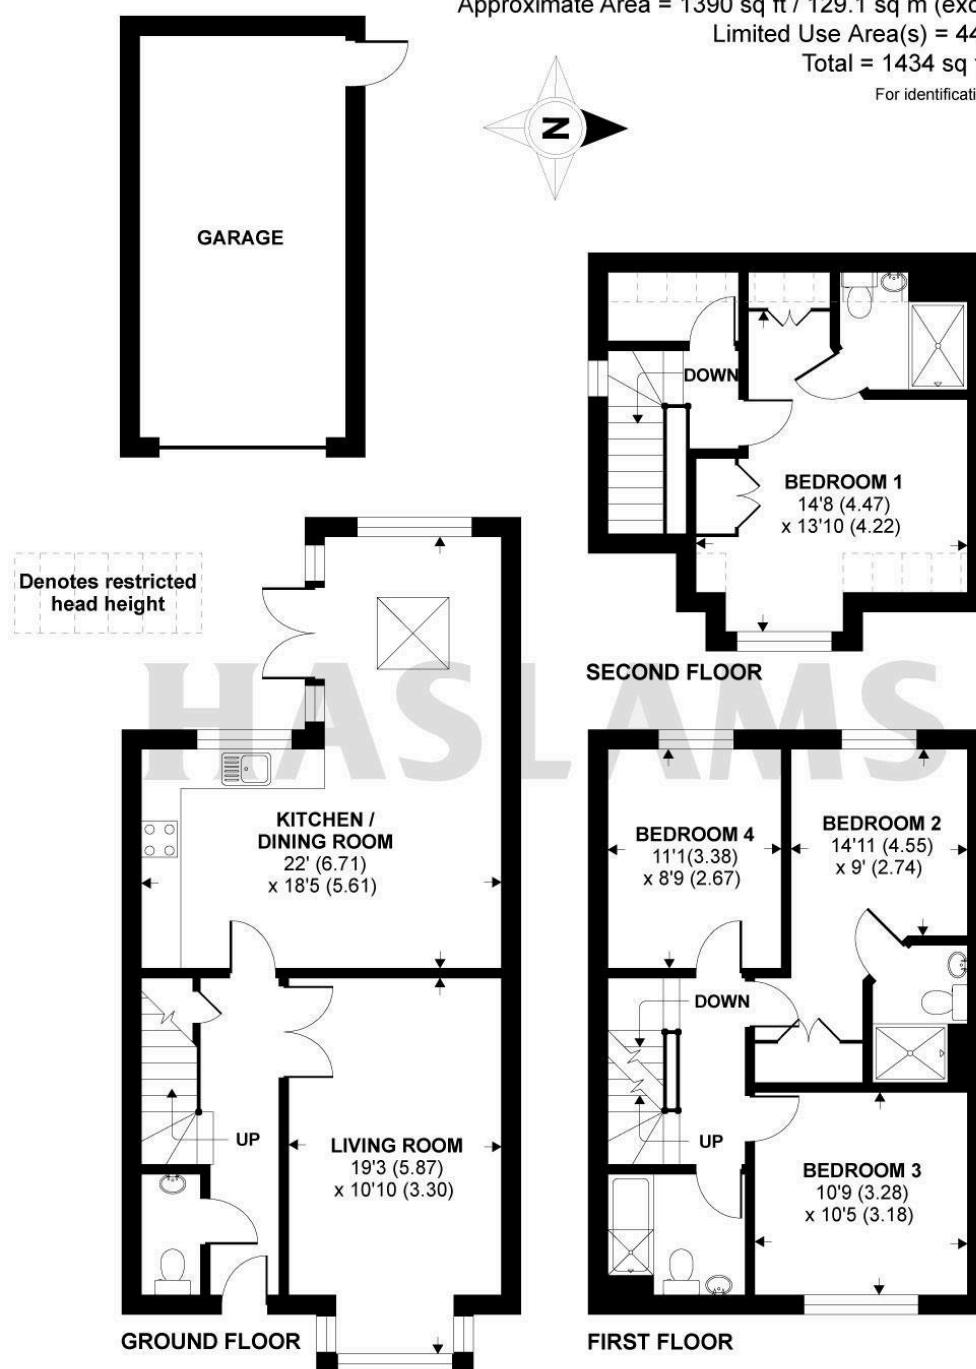 Approximate Area = 1390 sq ft / 129.1 sq m
Limited Use Area(s) =
Total = 1434 sq
For
N
GARAGE
DOWN
BEDROOM 1
14'8 (4.47)
x 13'10 (4.22)
Denotes restricted
head height
SECOND FLOOR
HASLAMS
KITCHEN /
DINING ROOM
22' (6.71)
x 18'5 (5.61)
BEDROOM 4
11'1(3.38)
x 8'9 (2.67)
BEDROOM 2
14'11 (4.55)
x 9' (2.74)
DOWN
UP
LIVING ROOM
19'3 (5.87)
x 10'10 (3.30)
UP
BEDROOM 3
10'9 (3.28)
x 10'5 (3.18)
GROUND FLOOR
FIRST FLOOR